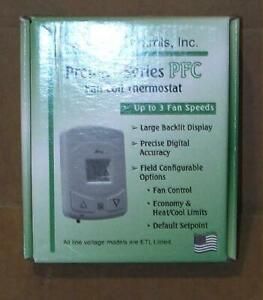 Inc.
Series PFC
Fan Coil Thermostat
Up to 3 Fan Speeds
Large Backlit Display
Precise Digital
Accuracy
Field Configurable
Options
• Fan Control
• Economy &
Heat/Cool Limits
• Default Setpoint
All line voltage models are ETL Listed.